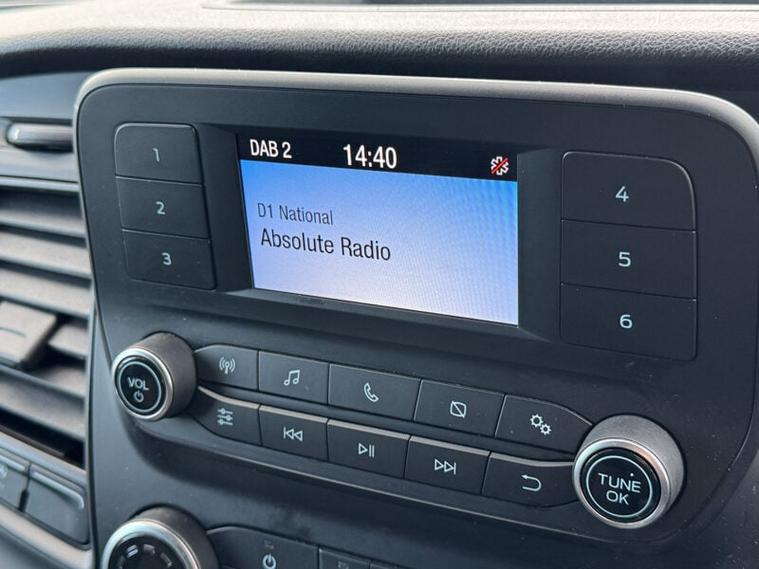 DAB 2 14:40
D1 National
Absolute Radio
1
2
3
4
5
6
VOL
TUNE
OK